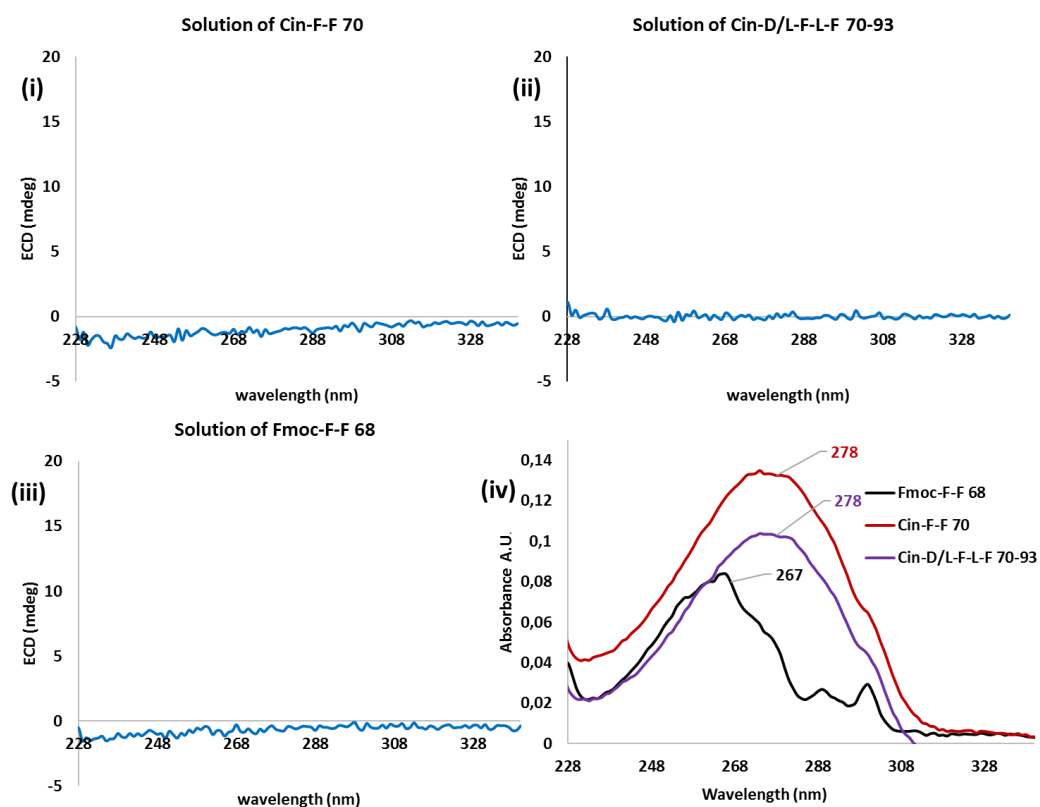 Solution of Cin-F-F 70
(i)
20
15
10
5
0
-5
ECD (mdeg)
228 248 268 288 308 328
wavelength (nm)
Solution of Cin-D/L-F-L-F 70-93
(ii)
20
15
10
5
0
-5
ECD (mdeg)
228 248 268 288 308 328
wavelength (nm)
Solution of Fmoc-F-F 68
(iii)
20
15
10
5
0
-5
ECD (mdeg)
228 248 268 288 308 328
wavelength (nm)
(iv)
0,14
0,12
0,1
0,08
0,06
0,04
0,02
0
Absorbance A.U.
278
278
267
Fmoc-F-F 68
Cin-F-F 70
Cin-D/L-F-L-F 70-93
228 248 268 288 308 328
Wavelength (nm)